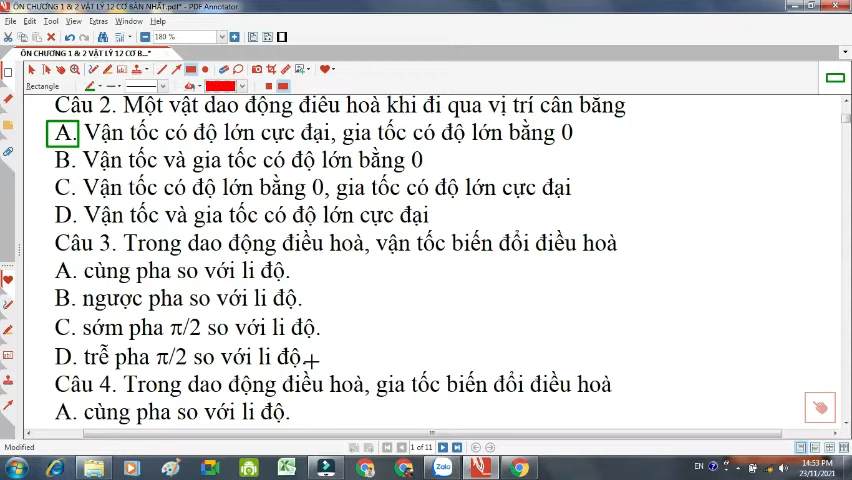 ÔN CHƯƠNG 1 & 2 VẬT LÝ 12 CƠ BẢN NHẤT.pdf* - PDF Annotator
File Edit Tool View Extras Window Help
180 %
ÔN CHƯƠNG 1 & 2 VẬT LÝ 12 CƠ B...*
Rectangle
Câu 2. Một vật dao động điều hoà khi đi qua vị trí cân bằng
A. Vận tốc có độ lớn cực đại, gia tốc có độ lớn bằng 0
B. Vận tốc và gia tốc có độ lớn bằng 0
C. Vận tốc có độ lớn bằng 0, gia tốc có độ lớn cực đại
D. Vận tốc và gia tốc có độ lớn cực đại
Câu 3. Trong dao động điều hoà, vận tốc biến đổi điều hoà
A. cùng pha so với li độ.
B. ngược pha so với li độ.
C. sớm pha π/2 so với li độ.
D. trễ pha π/2 so với li độ
Câu 4. Trong dao động điều hoà, gia tốc biến đổi điều hoà
A. cùng pha so với li độ.
Modified
1 of 11
Zalo
EN
14:53 PM
23/11/2021